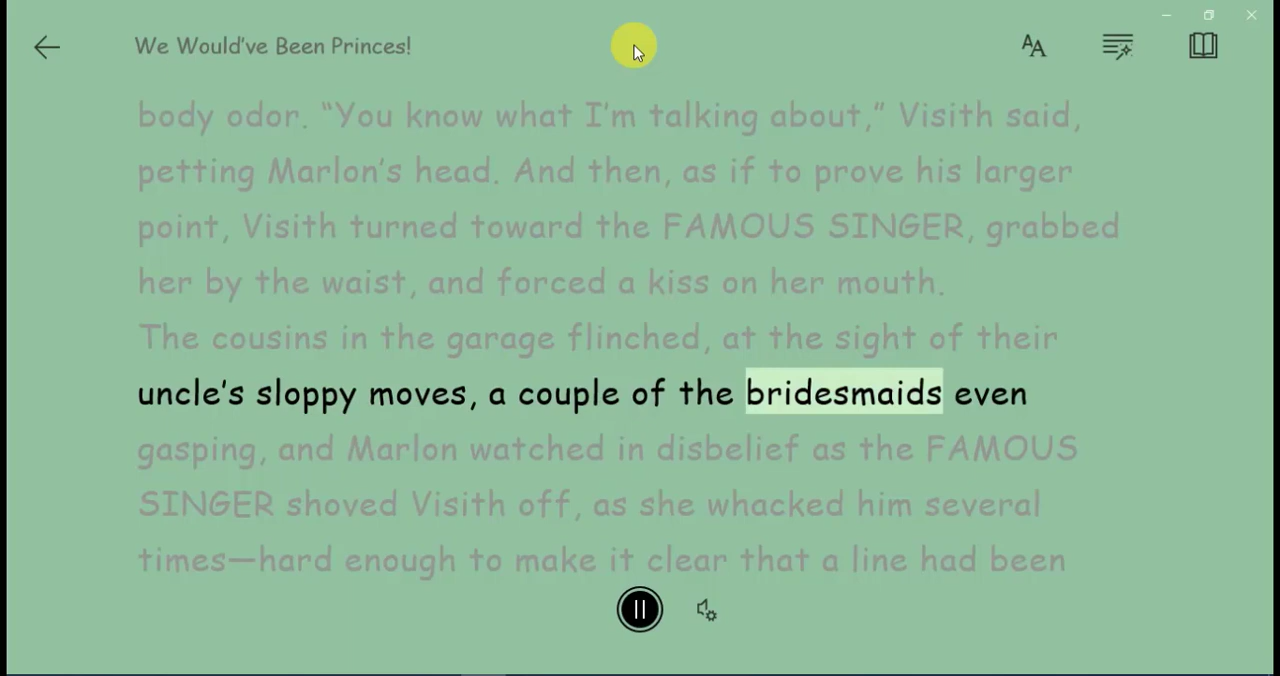 We Would've Been Princes!
AA
body odor. “You know what I'm talking about,” Visith said,
petting Marlon's head. And then, as if to prove his larger
point, Visith turned toward the FAMOUS SINGER, grabbed
her by the waist, and forced a kiss on her mouth.
The cousins in the garage flinched, at the sight of their
uncle's sloppy moves, a couple of the bridesmaids even
gasping, and Marlon watched in disbelief as the FAMOUS
SINGER shoved Visith off, as she whacked him several
times—hard enough to make it clear that a line had been